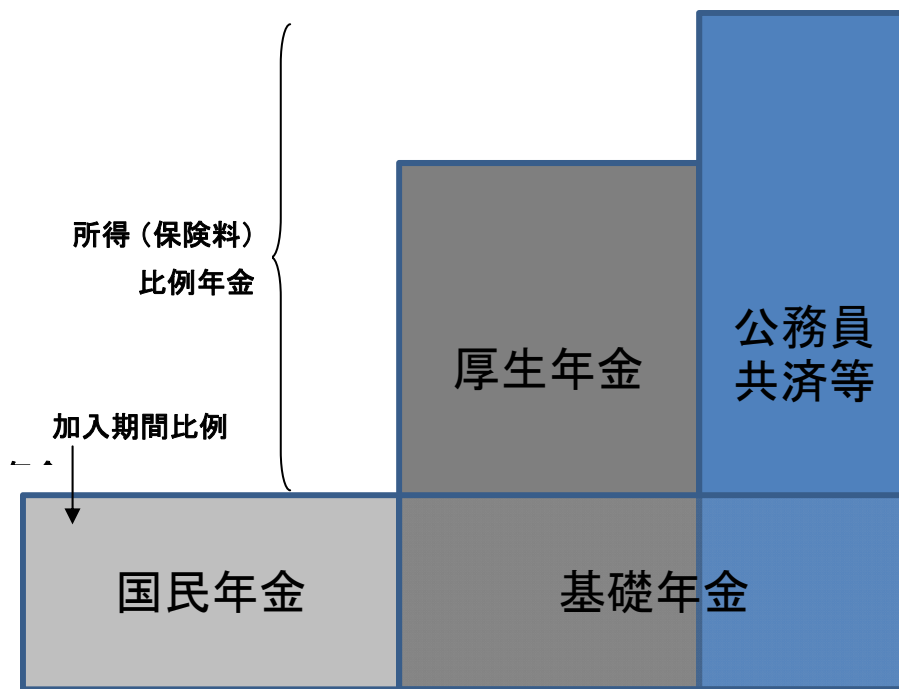 所得（保険料）
比例年金
公務員
共済等
厚生年金
加入期間比例
国民年金
基礎年金